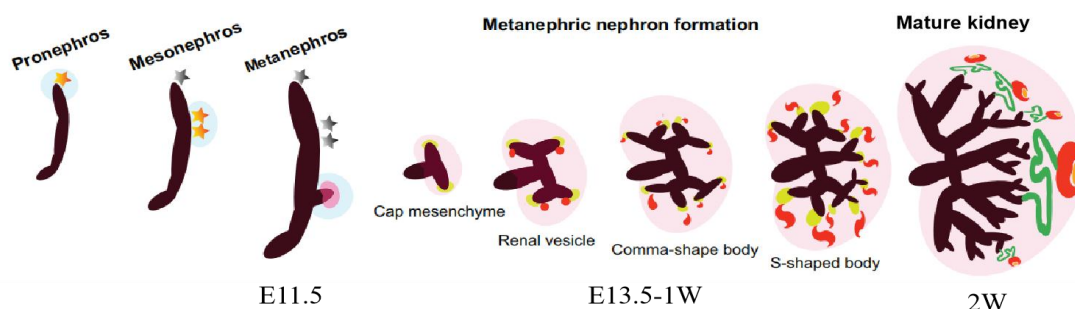 Pronephros
Mesonephros
Metanephros
Metanephric nephron formation
Mature kidney
Cap mesenchyme
Renal vesicle
Comma-shape body
S-shaped body
E11.5
E13.5-1W
2W